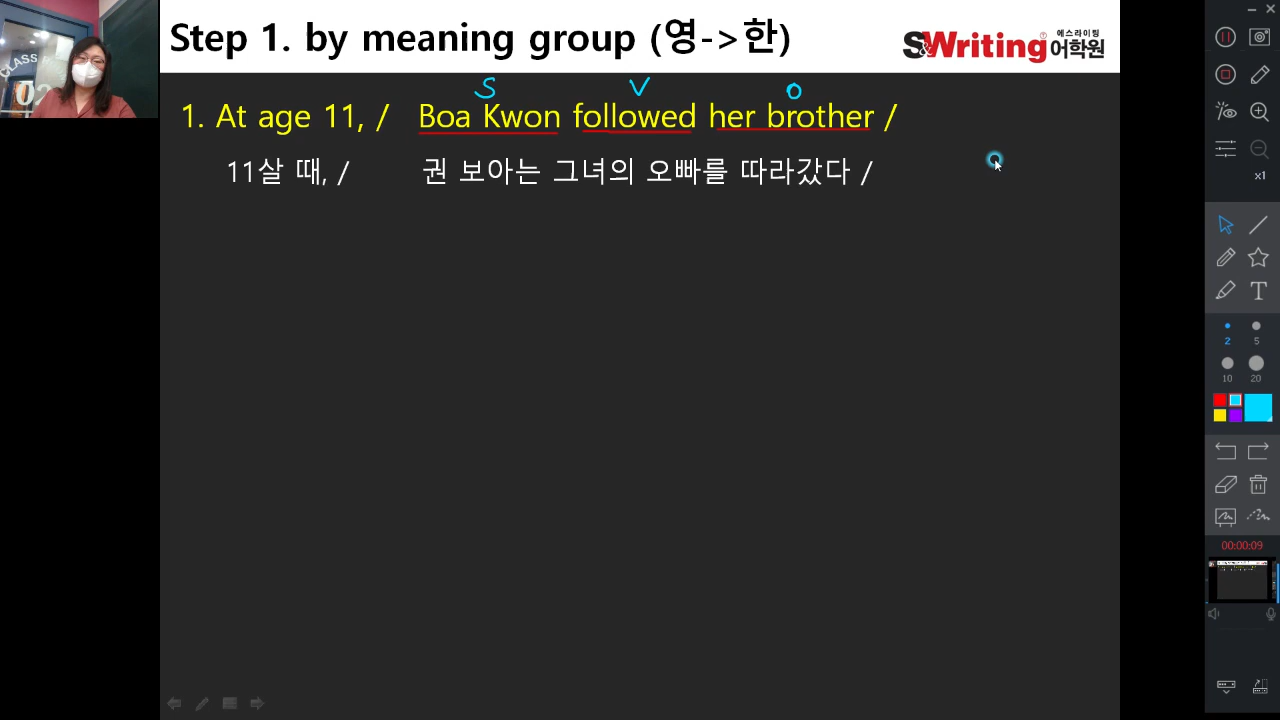 CLASS
02
Step 1. by meaning group (영->한)
S&Writing 에스라이팅 어학원
S V O
1. At age 11, / Boa Kwon followed her brother /
11살 때, / 권 보아는 그녀의 오빠를 따라갔다 /
x1
T
2 5
10 20
00:00:09